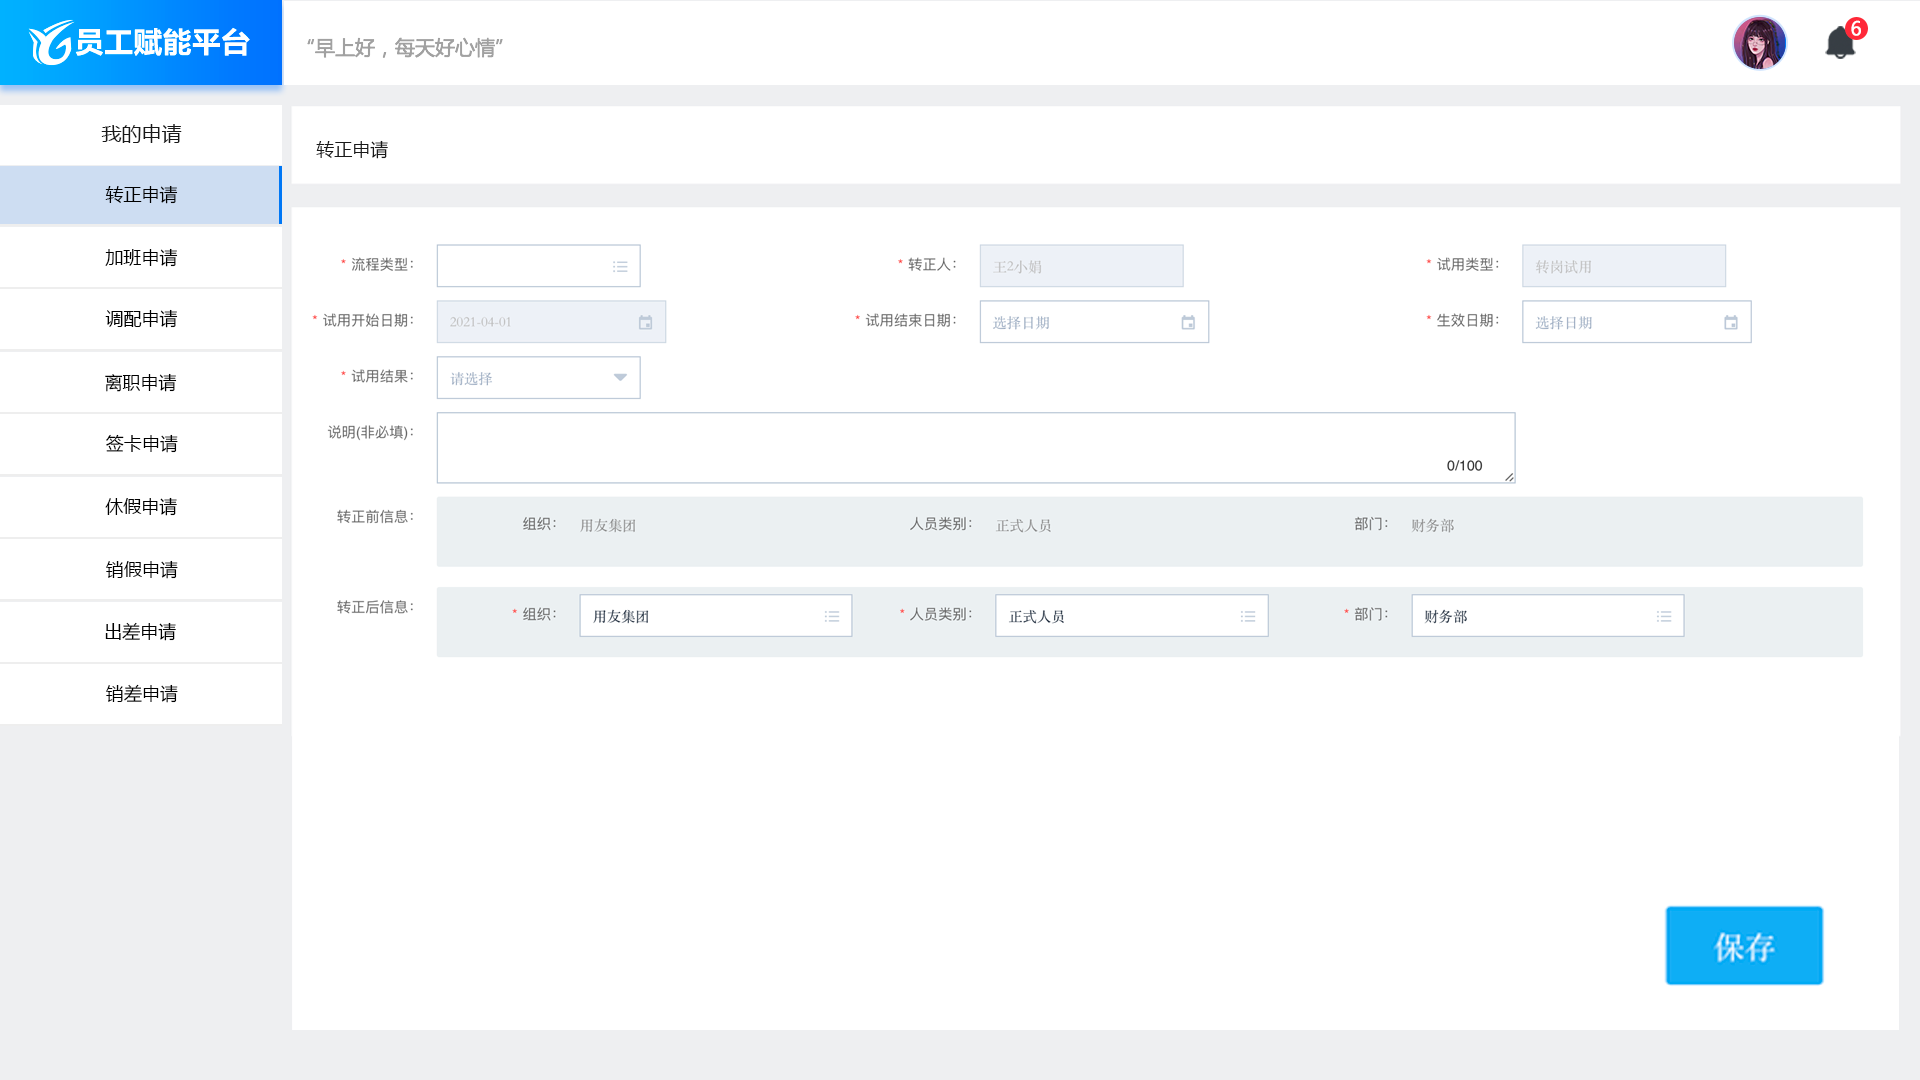 员工赋能平台
“早上好，每天好心情”
6
我的申请
转正申请
加班申请
调配申请
离职申请
签卡申请
休假申请
销假申请
出差申请
销差申请
转正申请
* 流程类型：
* 转正人： 王2小娟
* 试用类型： 转岗试用
* 试用开始日期： 2021-04-01
* 试用结束日期： 选择日期
* 生效日期： 选择日期
* 试用结果： 请选择
说明(非必填)：
0/100
转正前信息： 组织： 用友集团 人员类别： 正式人员 部门： 财务部
转正后信息： * 组织： 用友集团 * 人员类别： 正式人员 * 部门： 财务部
保存